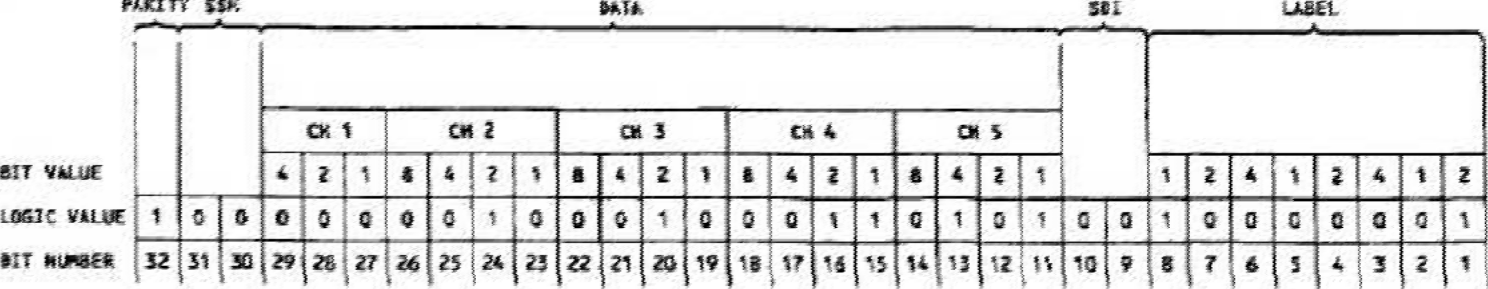 PARITY SSM DATA SDI LABEL
CH 1 CH 2 CH 3 CH 4 CH 5
BIT VALUE 4 2 1 8 4 2 1 8 4 2 1 8 4 2 1 8 4 2 1 1 2 4 1 2 4 1 2
LOGIC VALUE 1 0 0 0 0 0 0 0 1 0 0 0 1 0 0 0 1 1 0 1 0 1 0 0 1 0 0 0 0 0 0 1
BIT NUMBER 32 31 30 29 28 27 26 25 24 23 22 21 20 19 18 17 16 15 14 13 12 11 10 9 8 7 6 5 4 3 2 1